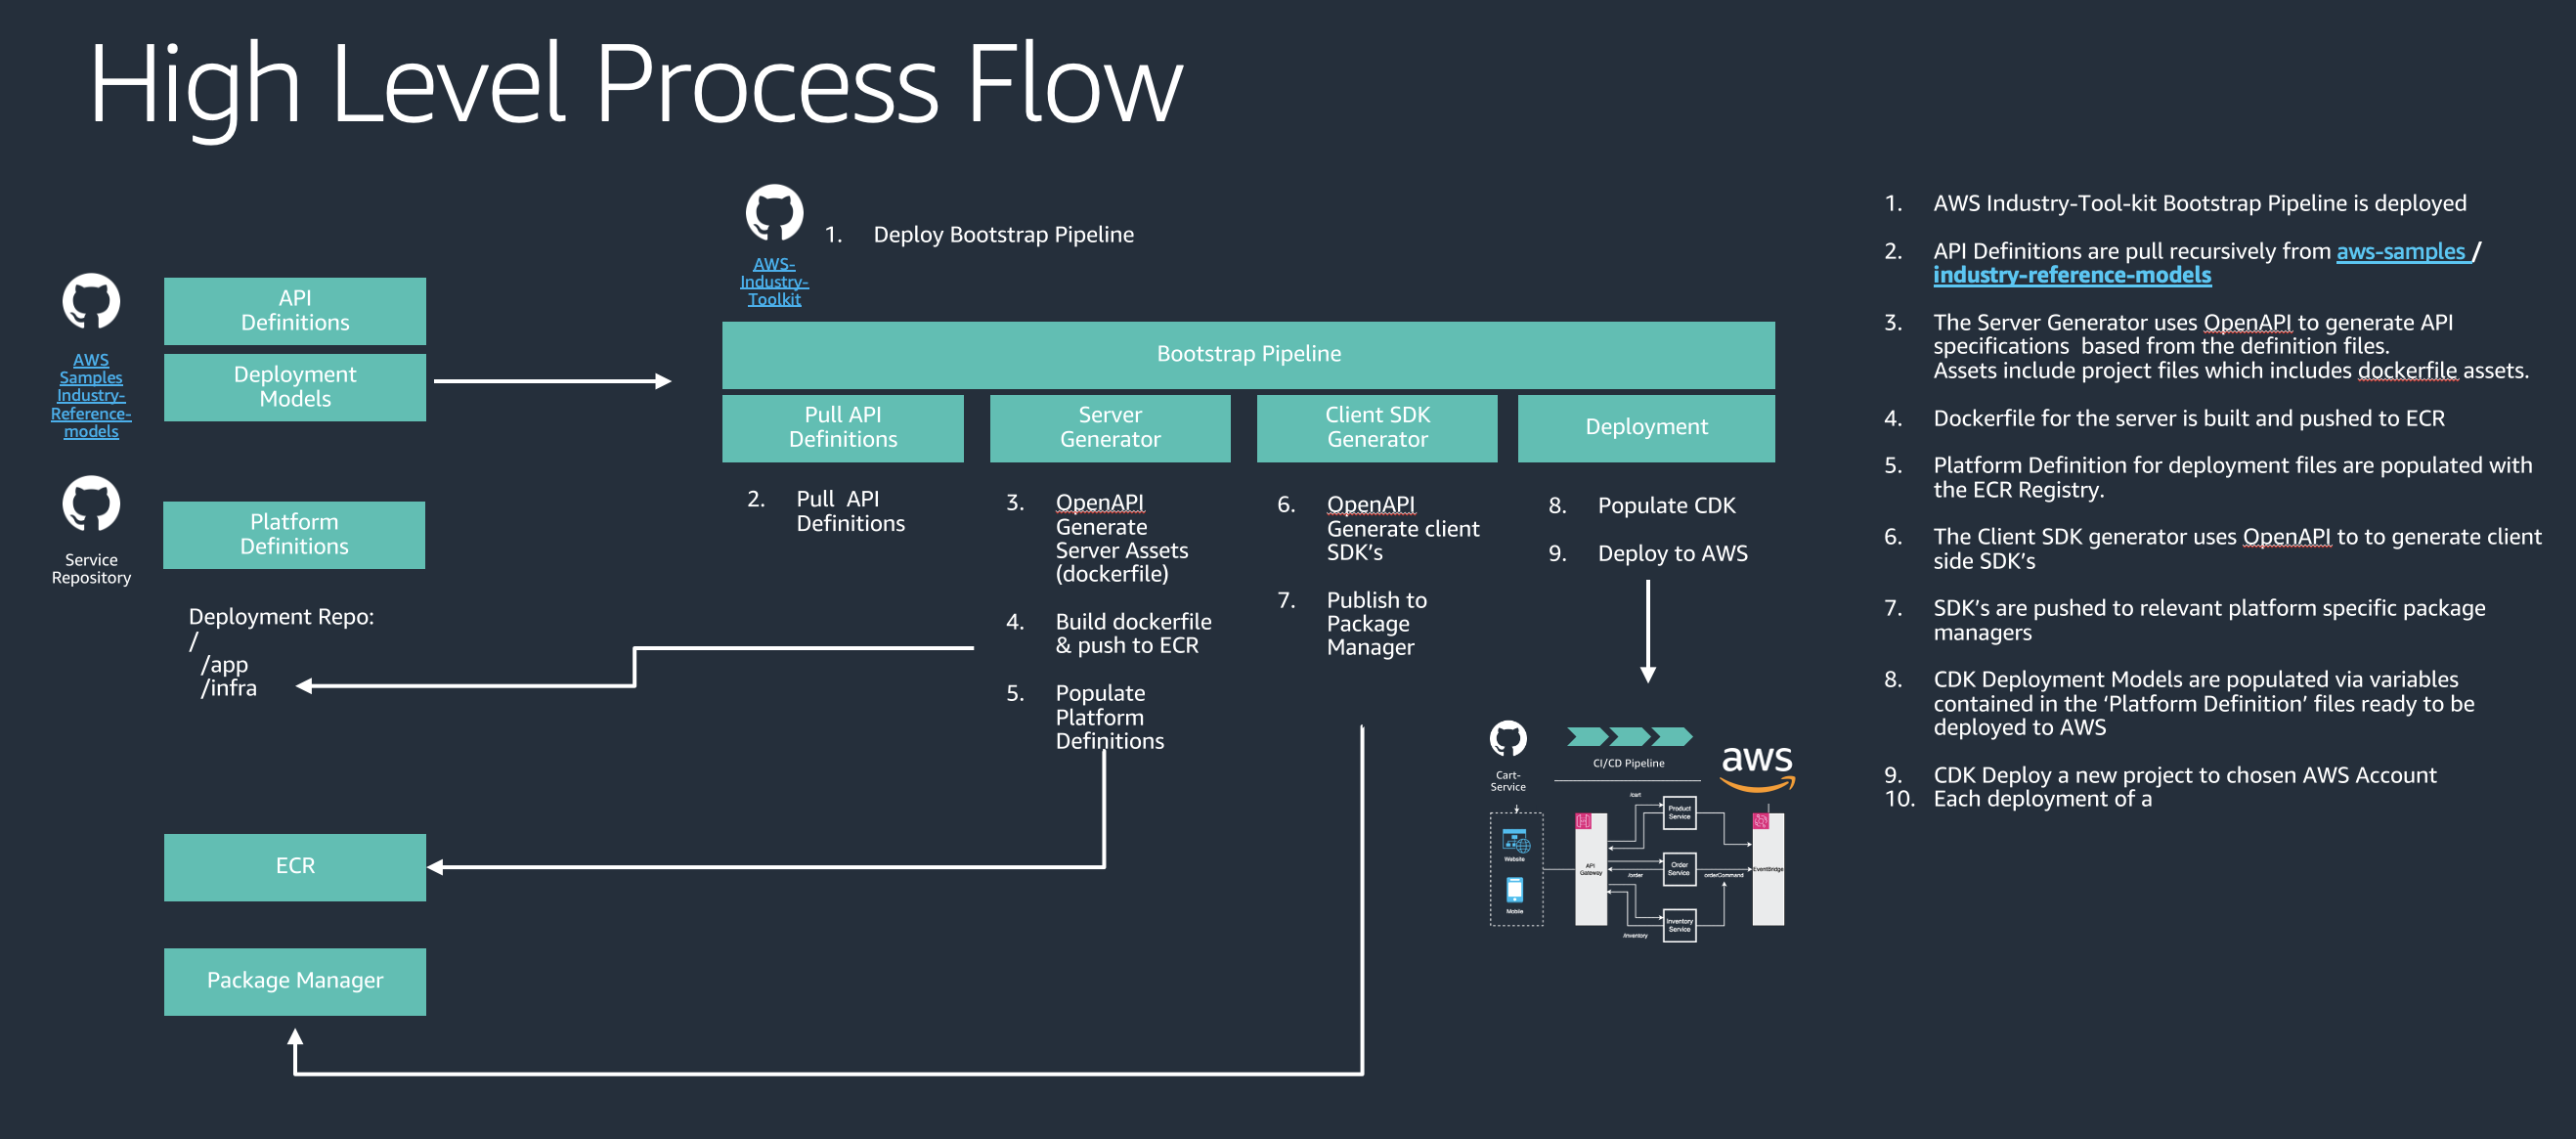 High Level Process Flow
AWS
Samples
Industry-
Reference-
models
API
Definitions
Deployment
Models
Service
Repository
Platform
Definitions
Deployment Repo:
/
/app
/infra
ECR
Package Manager
AWS-
Industry-
Toolkit
1. Deploy Bootstrap Pipeline
Bootstrap Pipeline
Pull API
Definitions
Server
Generator
Client SDK
Generator
Deployment
2. Pull API
Definitions
3. OpenAPI
Generate
Server Assets
(dockerfile)
4. Build dockerfile
& push to ECR
5. Populate
Platform
Definitions
6. OpenAPI
Generate client
SDK's
7. Publish to
Package
Manager
8. Populate CDK
9. Deploy to AWS
Cart-
Service
CI/CD Pipeline
aws
Website
Mobile
API
Gateway
/cart
Product
Service
/order
Order
Service
orderCommand
EventBridge
/inventory
Inventory
Service
1. AWS Industry-Tool-kit Bootstrap Pipeline is deployed
2. API Definitions are pull recursively from aws-samples /
industry-reference-models
3. The Server Generator uses OpenAPI to generate API
specifications based from the definition files.
Assets include project files which includes dockerfile assets.
4. Dockerfile for the server is built and pushed to ECR
5. Platform Definition for deployment files are populated with
the ECR Registry.
6. The Client SDK generator uses OpenAPI to to generate client
side SDK's
7. SDK's are pushed to relevant platform specific package
managers
8. CDK Deployment Models are populated via variables
contained in the ‘Platform Definition’ files ready to be
deployed to AWS
9. CDK Deploy a new project to chosen AWS Account
10. Each deployment of a